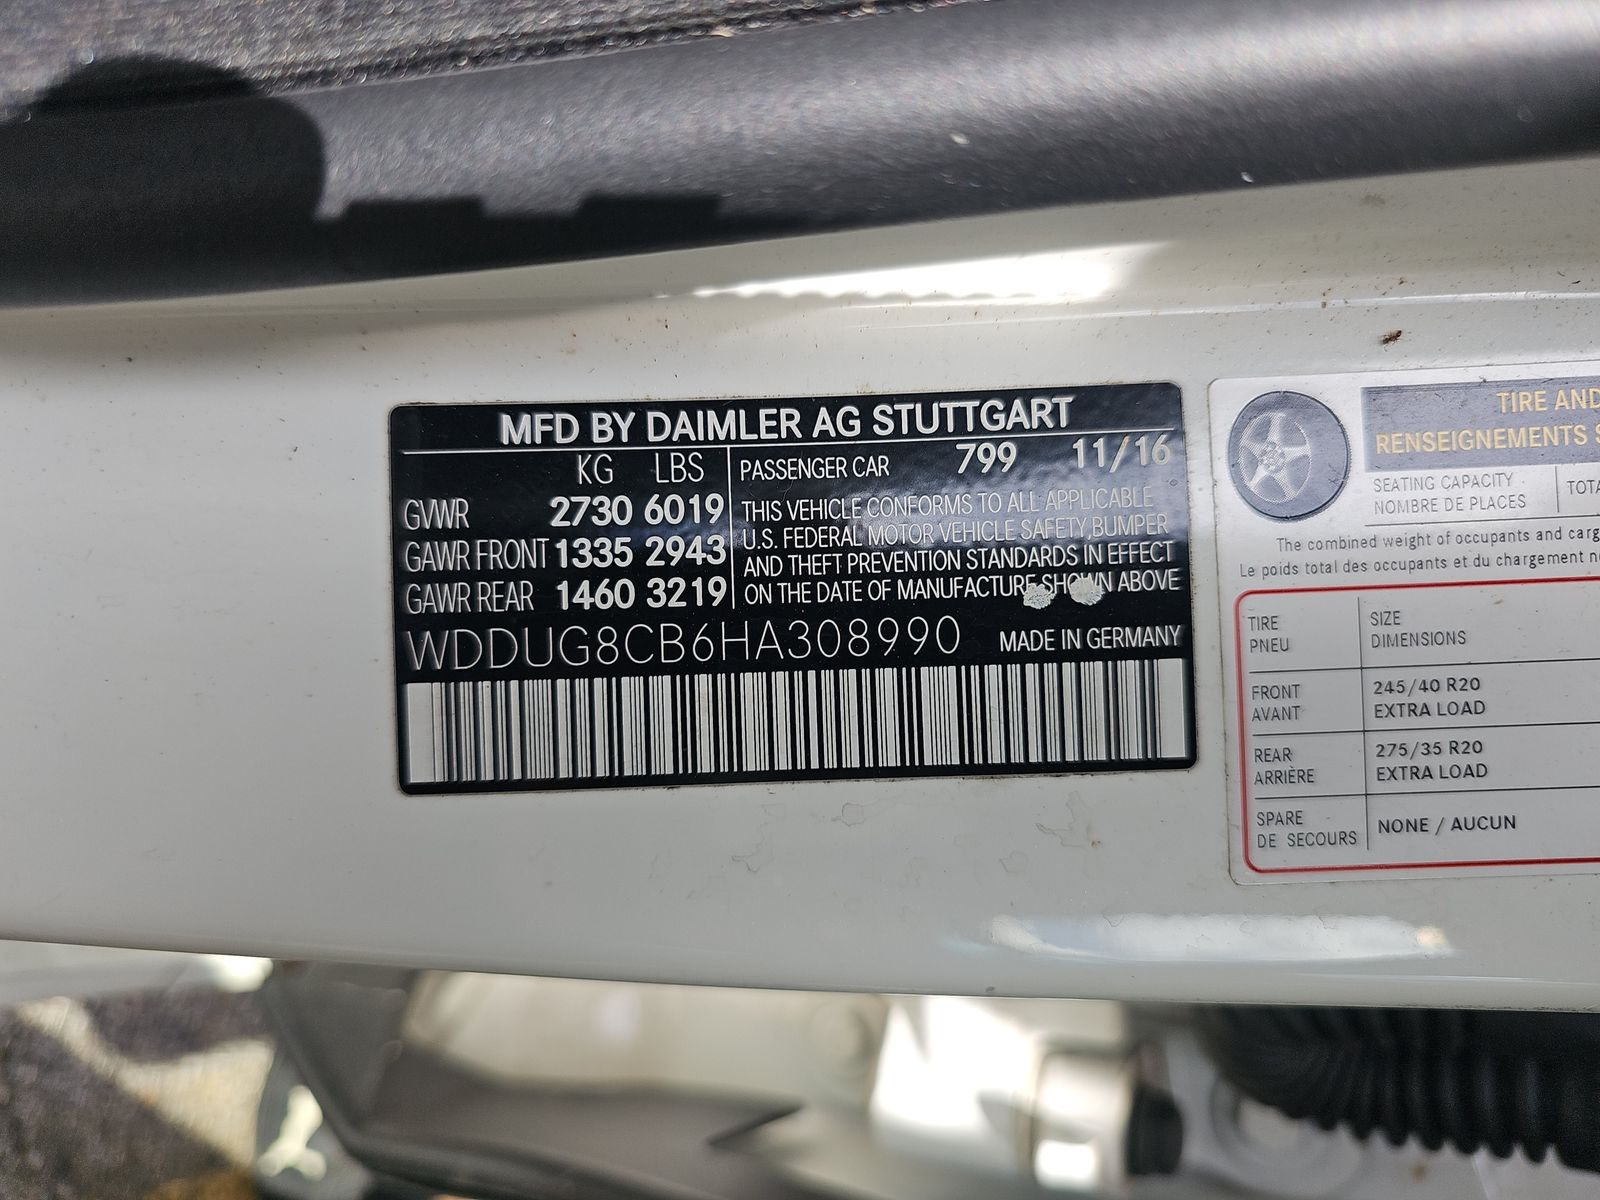 MFD BY DAIMLER AG STUTTGART
KG LBS
GVWR 2730 6019
GAWR FRONT 1335 2943
GAWR REAR 1460 3219
PASSENGER CAR 799 11/16
THIS VEHICLE CONFORMS TO ALL APPLICABLE
U.S. FEDERAL MOTOR VEHICLE SAFETY, BUMPER
AND THEFT PREVENTION STANDARDS IN EFFECT
ON THE DATE OF MANUFACTURE SHOWN ABOVE
WDDUG8CB6HA308990 MADE IN GERMANY
TIRE AND
RENSEIGNEMENTS S
SEATING CAPACITY
NOMBRE DE PLACES
TOTA
The combined weight of occupants and carg
Le poids total des occupants et du chargement n
TIRE
PNEU
SIZE
DIMENSIONS
FRONT
AVANT
245/40 R20
EXTRA LOAD
REAR
ARRIÈRE
275/35 R20
EXTRA LOAD
SPARE
DE SECOURS
NONE / AUCUN